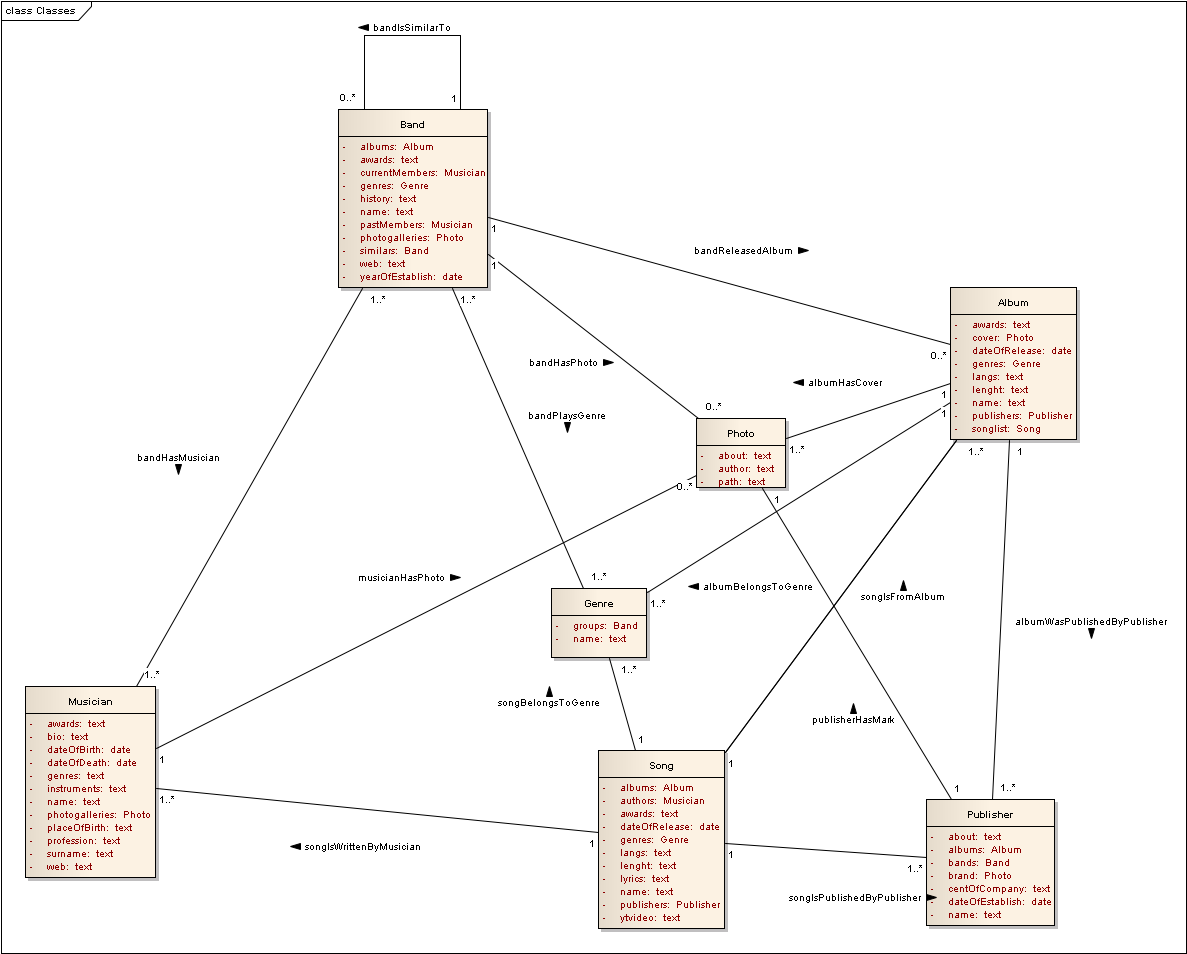 class Classes
bandIsSimilarTo
0..*
1
Band
- albums: Album
- awards: text
- currentMembers: Musician
- genres: Genre
- history: text
- name: text
- pastMembers: Musician
- photogalleries: Photo
- similars: Band
- web: text
- yearOfEstablish: date
1
1
1..*
1..*
bandReleasedAlbum
0..*
Album
- awards: text
- cover: Photo
- dateOfRelease: date
- genres: Genre
- langs: text
- lenght: text
- name: text
- publishers: Publisher
- songlist: Song
1
1
1..*
1
bandHasPhoto
albumHasCover
0..*
bandPlaysGenre
Photo
- about: text
- author: text
- path: text
1..*
0..*
1
bandHasMusician
musicianHasPhoto
1..*
Genre
- groups: Band
- name: text
1..*
1..*
albumBelongsToGenre
songIsFromAlbum
albumWasPublishedByPublisher
1..*
Musician
- awards: text
- bio: text
- dateOfBirth: date
- dateOfDeath: date
- genres: text
- instruments: text
- name: text
- photogalleries: Photo
- placeOfBirth: text
- profession: text
- surname: text
- web: text
1
1..*
songBelongsToGenre
publisherHasMark
1
Song
- albums: Album
- authors: Musician
- awards: text
- dateOfRelease: date
- genres: Genre
- langs: text
- lenght: text
- lyrics: text
- name: text
- publishers: Publisher
- ytvideo: text
1
1
1
songIsWrittenByMusician
1
1..*
Publisher
- about: text
- albums: Album
- bands: Band
- brand: Photo
- centOfCompany: text
- dateOfEstablish: date
- name: text
1..*
songIsPublishedByPublisher